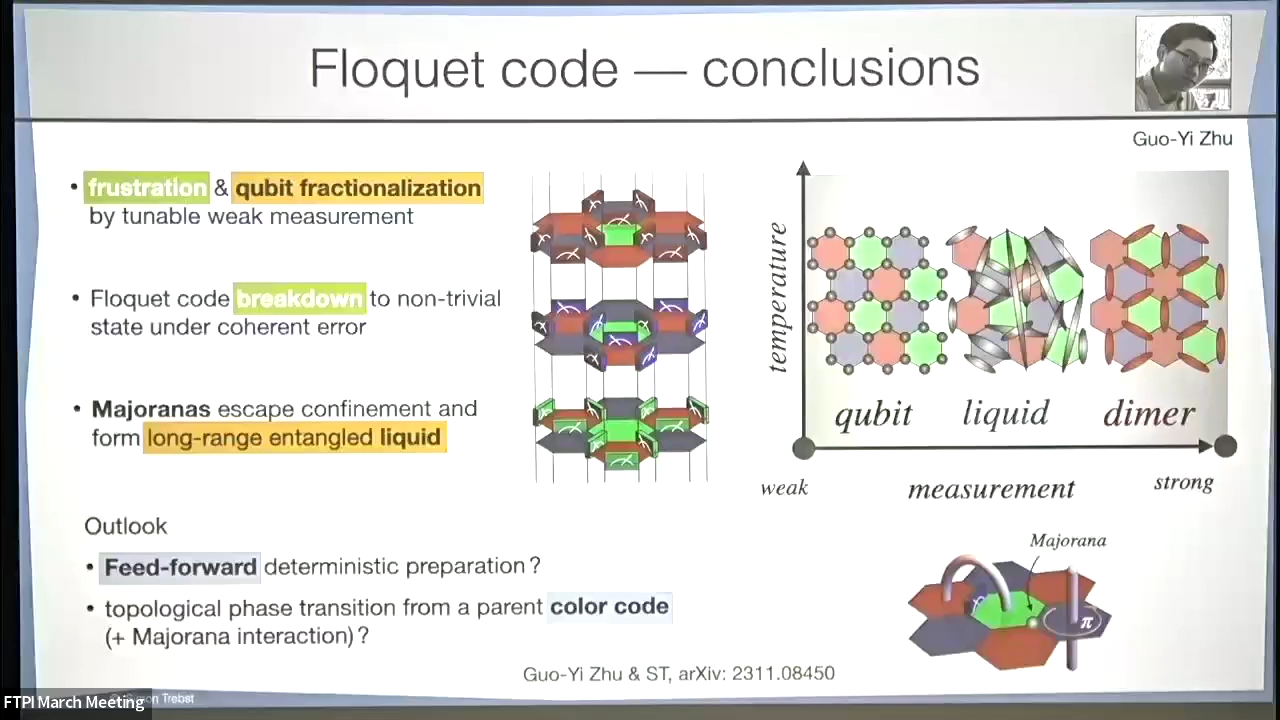 Floquet code — conclusions
Guo-Yi Zhu
• frustration & qubit fractionalization
by tunable weak measurement
• Floquet code breakdown to non-trivial
state under coherent error
• Majoranas escape confinement and
form long-range entangled liquid
temperature
qubit liquid dimer
weak
measurement
strong
Outlook
• Feed-forward deterministic preparation?
• topological phase transition from a parent color code
(+ Majorana interaction)?
Majorana
π
Guo-Yi Zhu & ST, arXiv: 2311.08450
Trebst
FTPI March Meeting